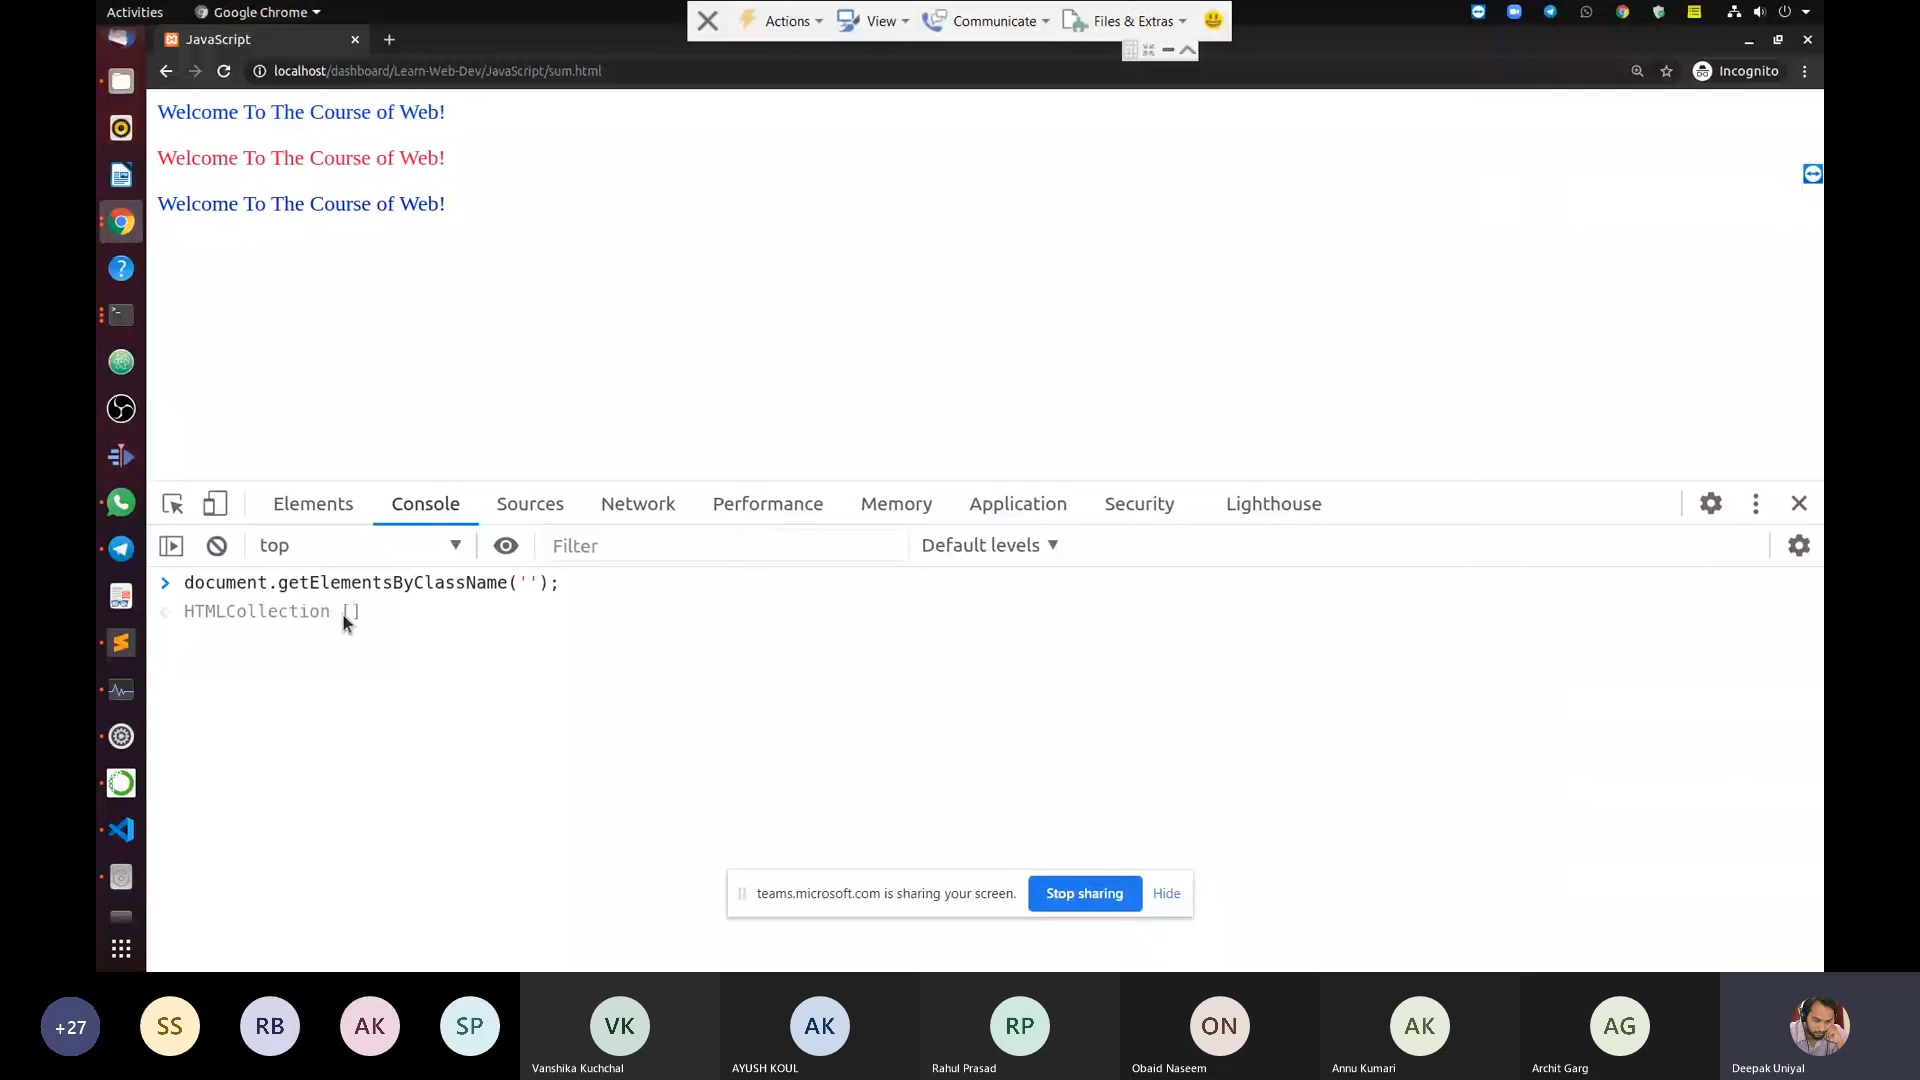 Activities
Google Chrome
Actions
View
Communicate
Files & Extras
JavaScript
localhost/dashboard/Learn-Web-Dev/JavaScript/sum.html
Incognito
Welcome To The Course of Web!
Welcome To The Course of Web!
Welcome To The Course of Web!
Elements
Console
Sources
Network
Performance
Memory
Application
Security
Lighthouse
top
Filter
Default levels
document.getElementsByClassName('');
HTMLCollection []
teams.microsoft.com is sharing your screen.
Stop sharing
Hide
+27
SS
RB
AK
SP
VK
AK
RP
ON
AK
AG
Vanshika Kuchchal
AYUSH KOUL
Rahul Prasad
Obaid Naseem
Annu Kumari
Archit Garg
Deepak Uniyal